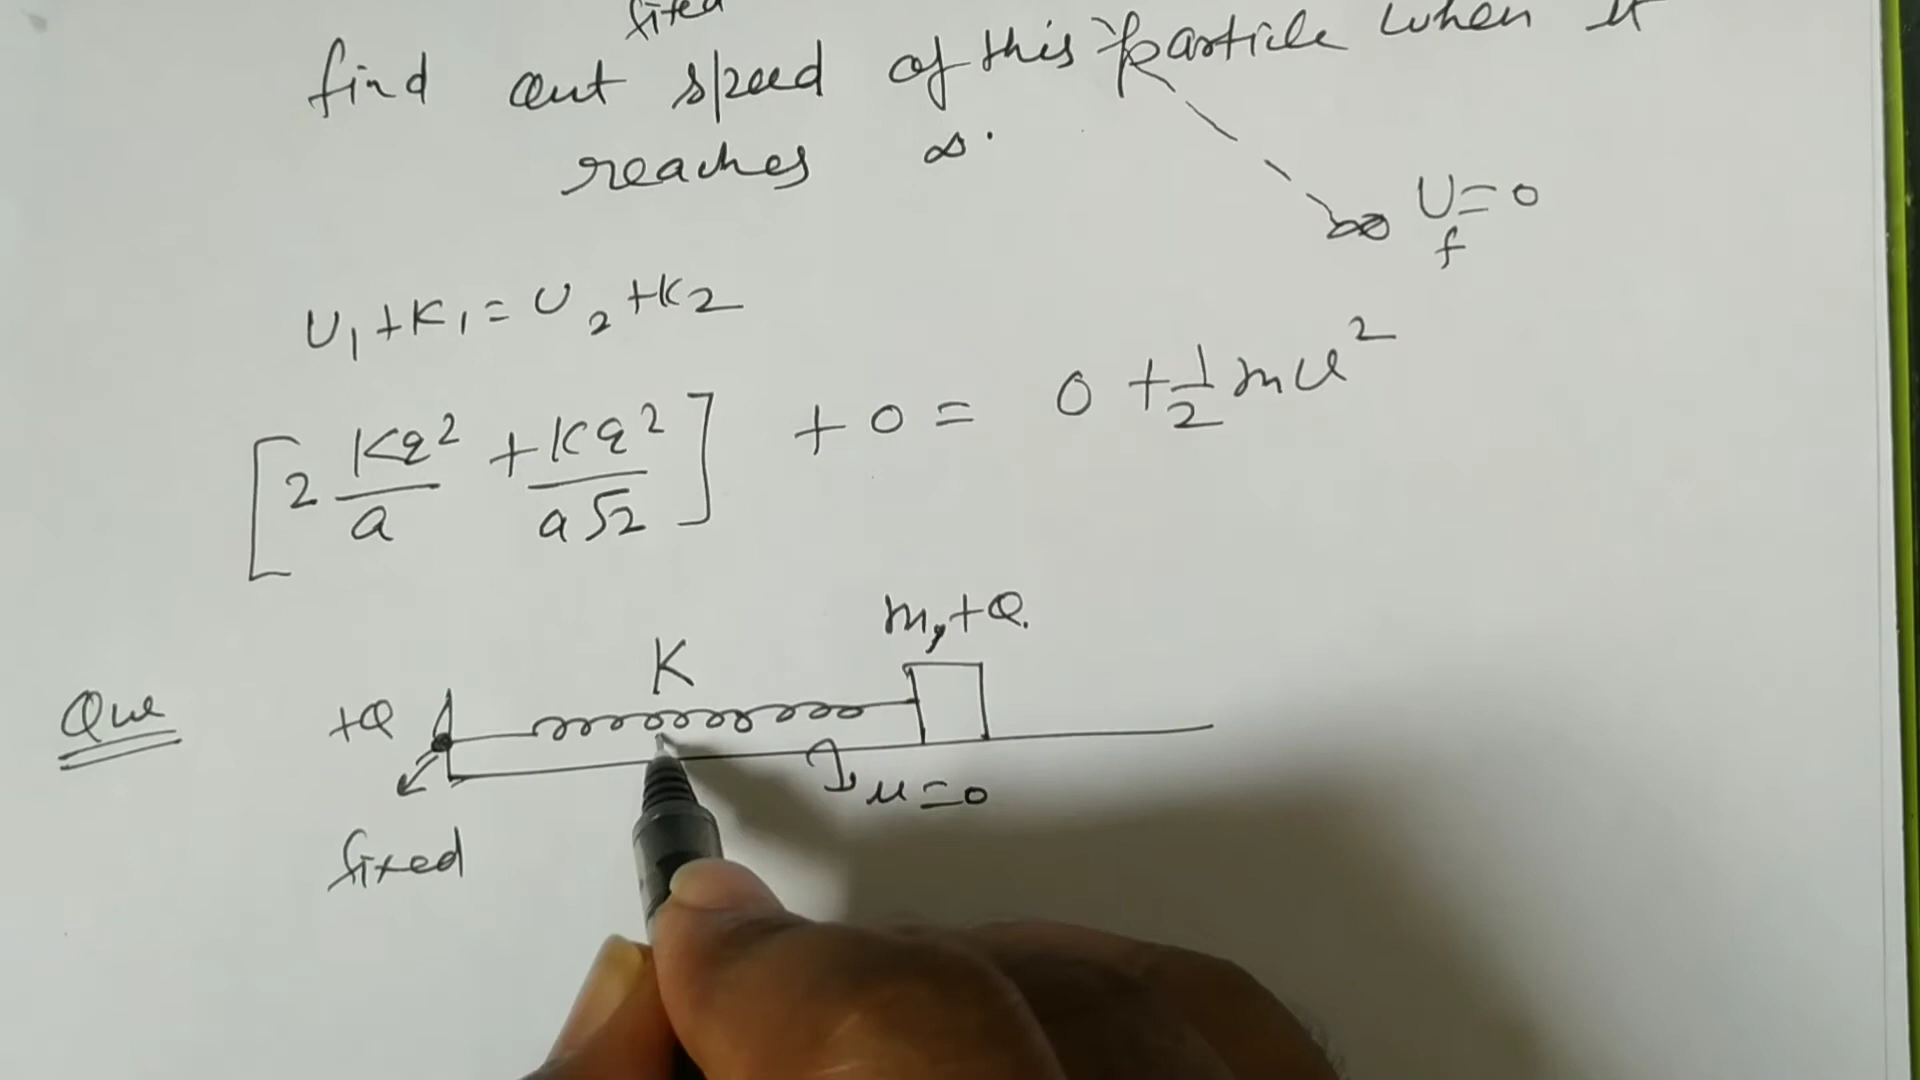 fixed
find out speed of this particle when it
reaches ∞.
∞ U_f = 0
U₁ + K₁ = U₂ + K₂
[2 Kq²/a + Kq²/a√2] + 0 = 0 + 1/2 mv²
m, +Q.
K
Que +Q
μ = 0
fixed